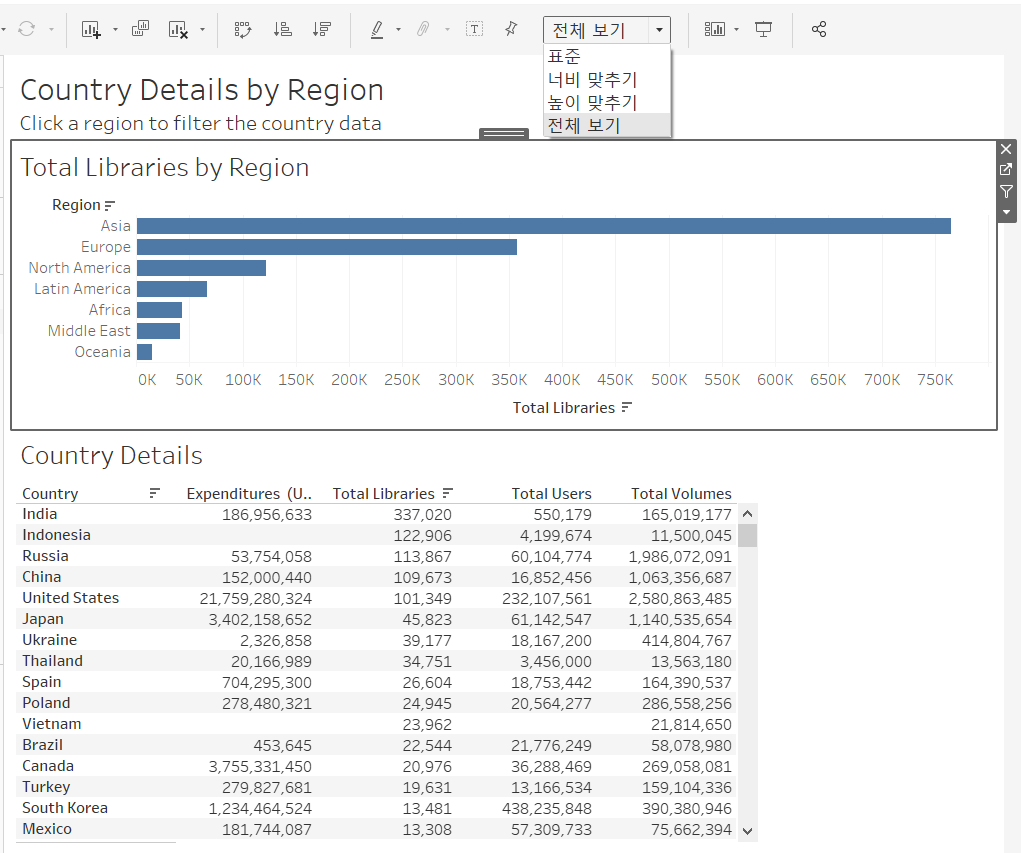 전체 보기
표준
너비 맞추기
높이 맞추기
전체 보기
Country Details by Region
Click a region to filter the country data
Total Libraries by Region
Region
Asia
Europe
North America
Latin America
Africa
Middle East
Oceania
0K 50K 100K 150K 200K 250K 300K 350K 400K 450K 500K 550K 600K 650K 700K 750K
Total Libraries
Country Details
Country Expenditures (U.. Total Libraries Total Users Total Volumes
India 186,956,633 337,020 550,179 165,019,177
Indonesia 122,906 4,199,674 11,500,045
Russia 53,754,058 113,867 60,104,774 1,986,072,091
China 152,000,440 109,673 16,852,456 1,063,356,687
United States 21,759,280,324 101,349 232,107,561 2,580,863,485
Japan 3,402,158,652 45,823 61,142,547 1,140,535,654
Ukraine 2,326,858 39,177 18,167,200 414,804,767
Thailand 20,166,989 34,751 3,456,000 13,563,180
Spain 704,295,300 26,604 18,753,442 164,390,537
Poland 278,480,321 24,945 20,564,277 286,558,256
Vietnam 23,962 21,814,650
Brazil 453,645 22,544 21,776,249 58,078,980
Canada 3,755,331,450 20,976 36,288,469 269,058,081
Turkey 279,827,681 19,631 13,166,534 159,104,336
South Korea 1,234,464,524 13,481 438,235,848 390,380,946
Mexico 181,744,087 13,308 57,309,733 75,662,394